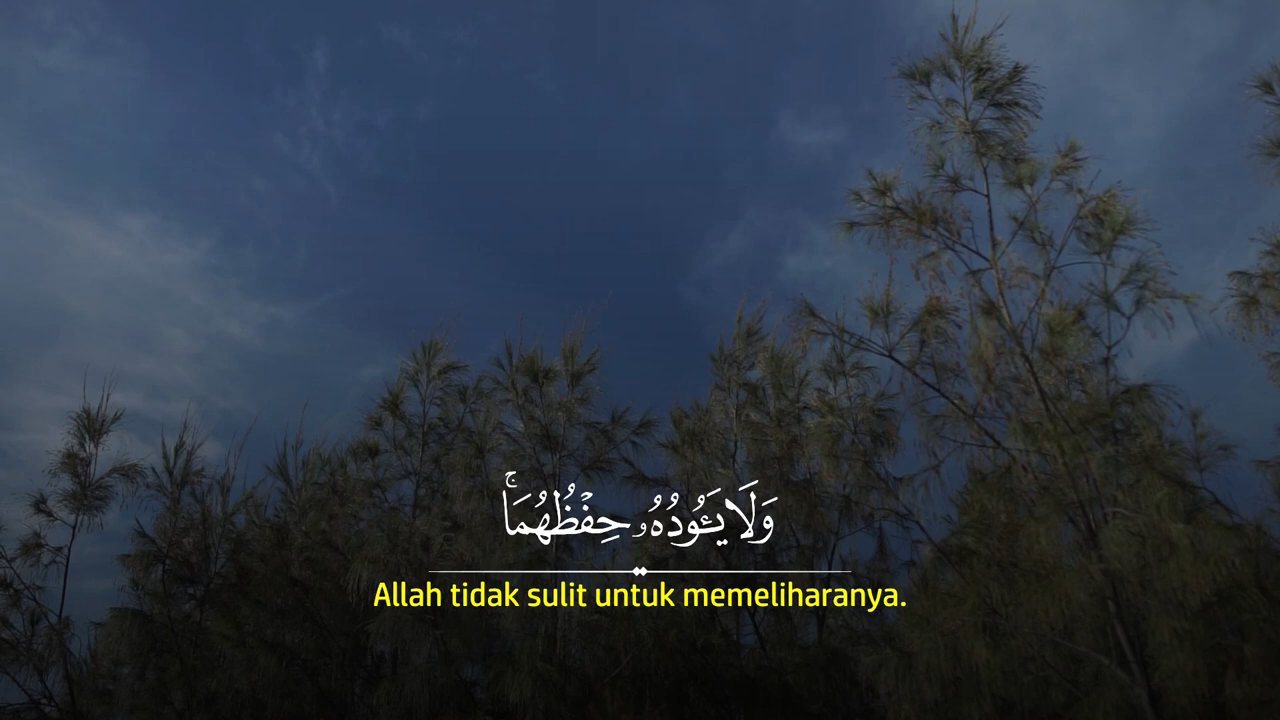 وَلَا يَـُٔودُهُۥ حِفْظُهُمَاۚ
Allah tidak sulit untuk memeliharanya.